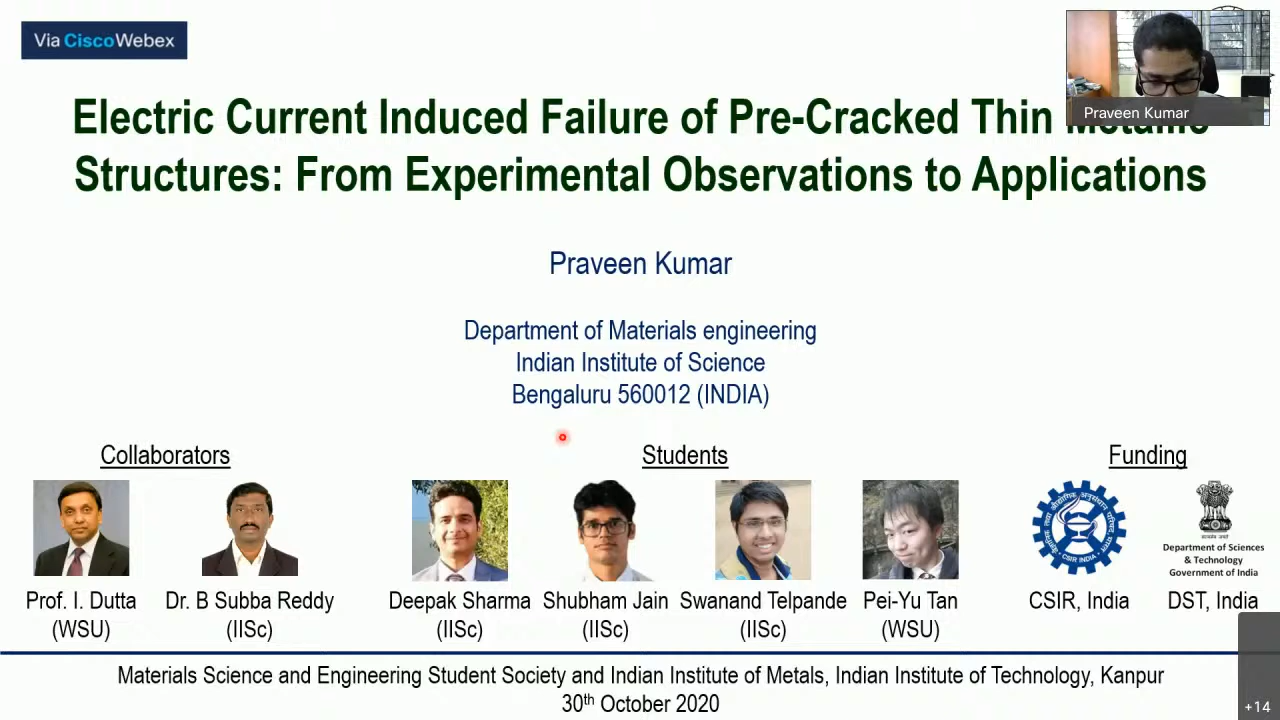 Via CiscoWebex
Praveen Kumar
Electric Current Induced Failure of Pre-Cracked Thin Metallic
Structures: From Experimental Observations to Applications
Praveen Kumar
Department of Materials engineering
Indian Institute of Science
Bengaluru 560012 (INDIA)
Collaborators
Students
Funding
CSIR INDIA
Department of Sciences
& Technology
Government of India
Prof. I. Dutta
(WSU)
Dr. B Subba Reddy
(IISc)
Deepak Sharma
(IISc)
Shubham Jain
(IISc)
Swanand Telpande
(IISc)
Pei-Yu Tan
(WSU)
CSIR, India
DST, India
Materials Science and Engineering Student Society and Indian Institute of Metals, Indian Institute of Technology, Kanpur
30th October 2020
+14